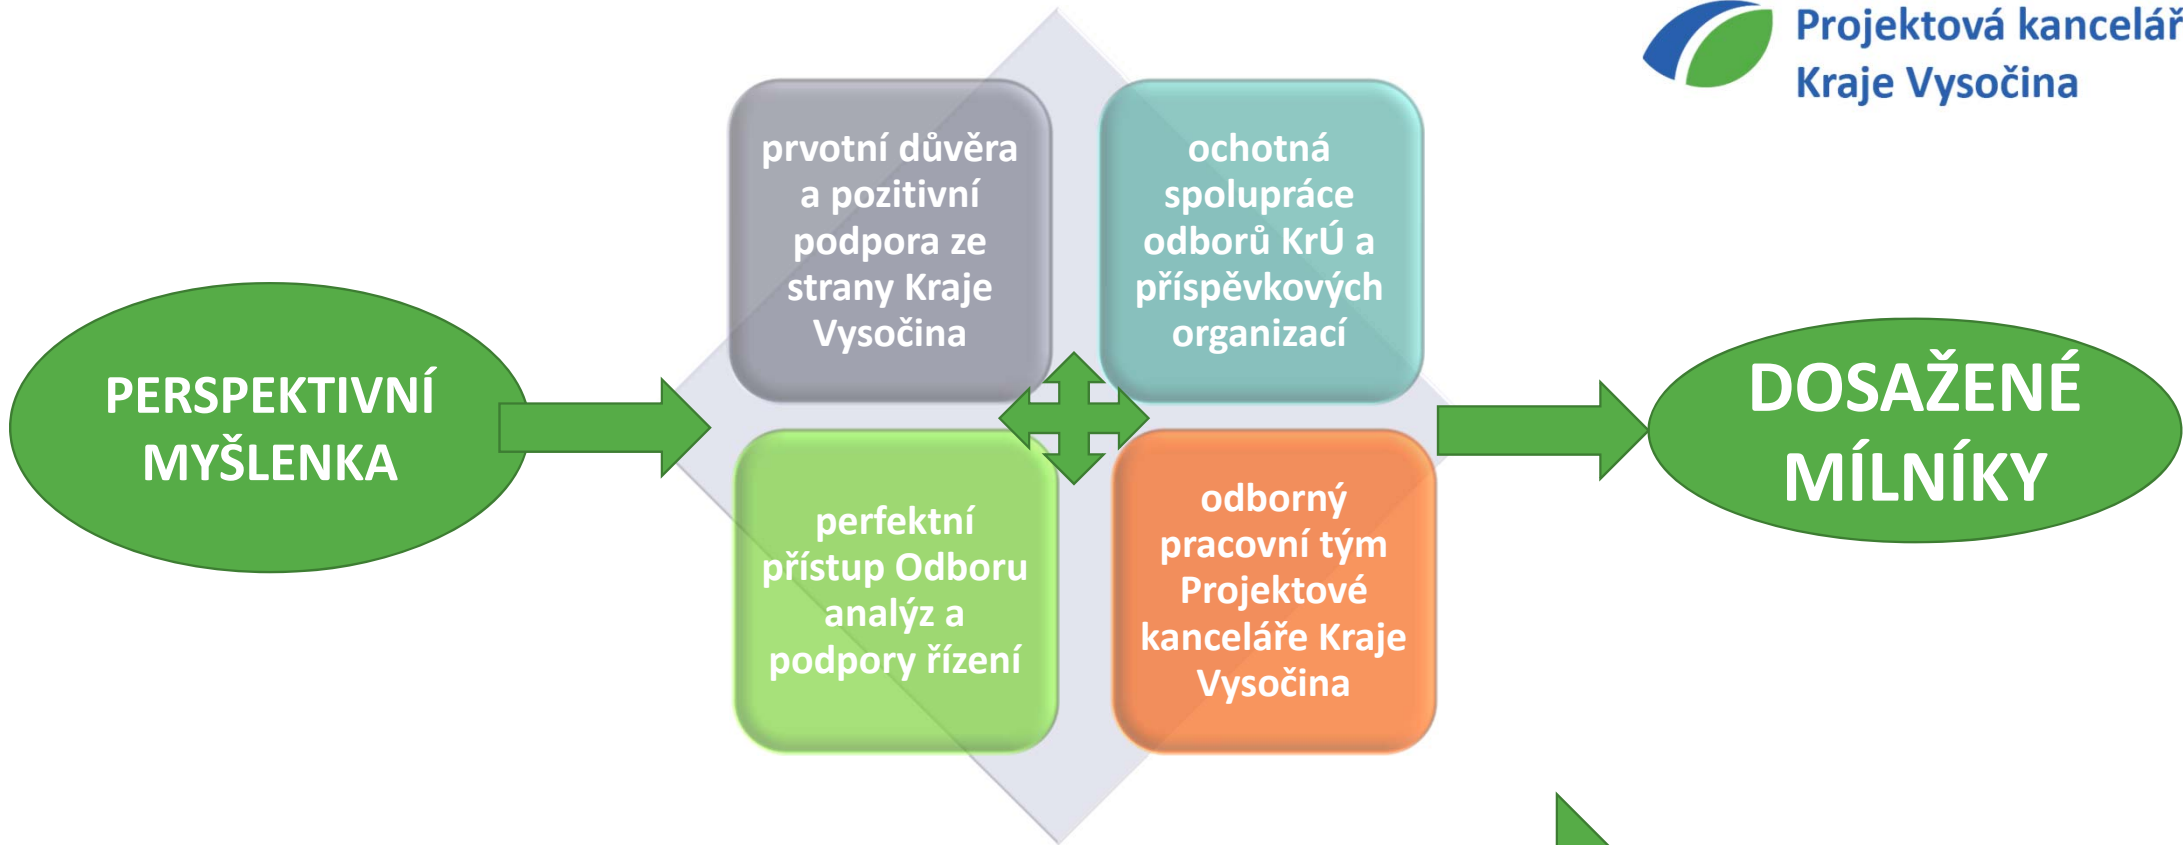 Projektová kancelář
Kraje Vysočina
prvotní důvěra
a pozitivní
podpora ze
strany Kraje
Vysočina
ochotná
spolupráce
odborů KrÚ a
příspěvkových
organizací
PERSPEKTIVNÍ
MYŠLENKA
DOSAŽENÉ
MÍLNÍKY
perfektní
přístup Odboru
analýz a
podpory řízení
odborný
pracovní tým
Projektové
kanceláře Kraje
Vysočina